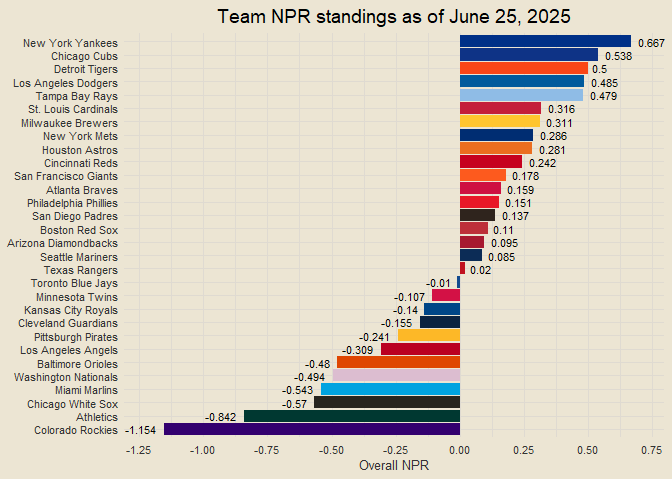 Team NPR standings as of June 25, 2025
New York Yankees 0.667
Chicago Cubs 0.538
Detroit Tigers 0.5
Los Angeles Dodgers 0.485
Tampa Bay Rays 0.479
St. Louis Cardinals 0.316
Milwaukee Brewers 0.311
New York Mets 0.286
Houston Astros 0.281
Cincinnati Reds 0.242
San Francisco Giants 0.178
Atlanta Braves 0.159
Philadelphia Phillies 0.151
San Diego Padres 0.137
Boston Red Sox 0.11
Arizona Diamondbacks 0.095
Seattle Mariners 0.085
Texas Rangers 0.02
Toronto Blue Jays -0.01
Minnesota Twins -0.107
Kansas City Royals -0.14
Cleveland Guardians -0.155
Pittsburgh Pirates -0.241
Los Angeles Angels -0.309
Baltimore Orioles -0.48
Washington Nationals -0.494
Miami Marlins -0.543
Chicago White Sox -0.57
Athletics -0.842
Colorado Rockies -1.154
-1.25 -1.00 -0.75 -0.50 -0.25 0.00 0.25 0.50 0.75
Overall NPR